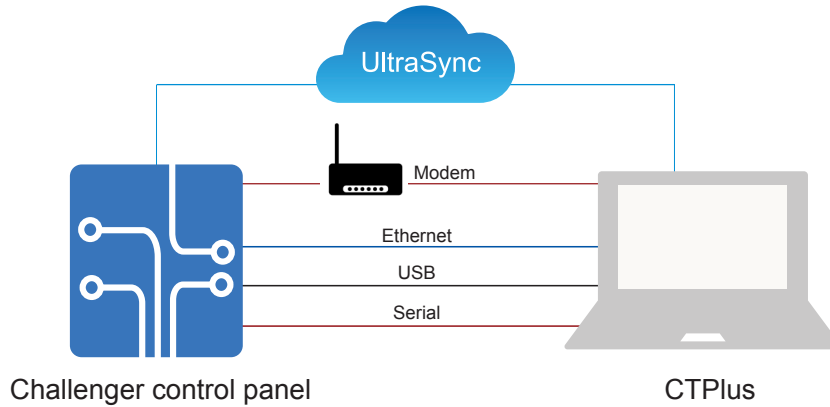 UltraSync
Modem
Ethernet
USB
Serial
Challenger control panel
CTPlus